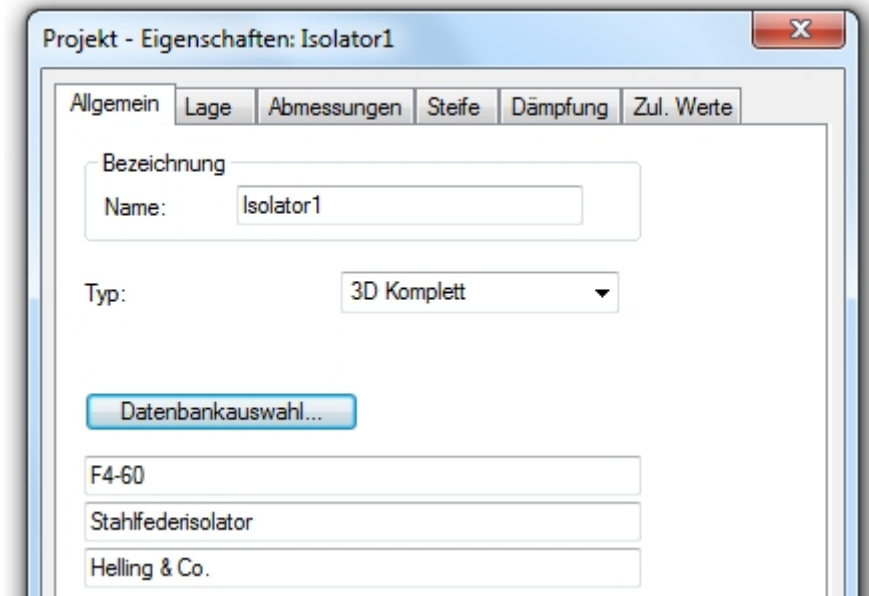 Projekt - Eigenschaften: Isolator1
Allgemein Lage Abmessungen Steife Dämpfung Zul. Werte
Bezeichnung
Name: Isolator1
Typ: 3D Komplett
Datenbankauswahl...
F4-60
Stahlfederisolator
Helling & Co.